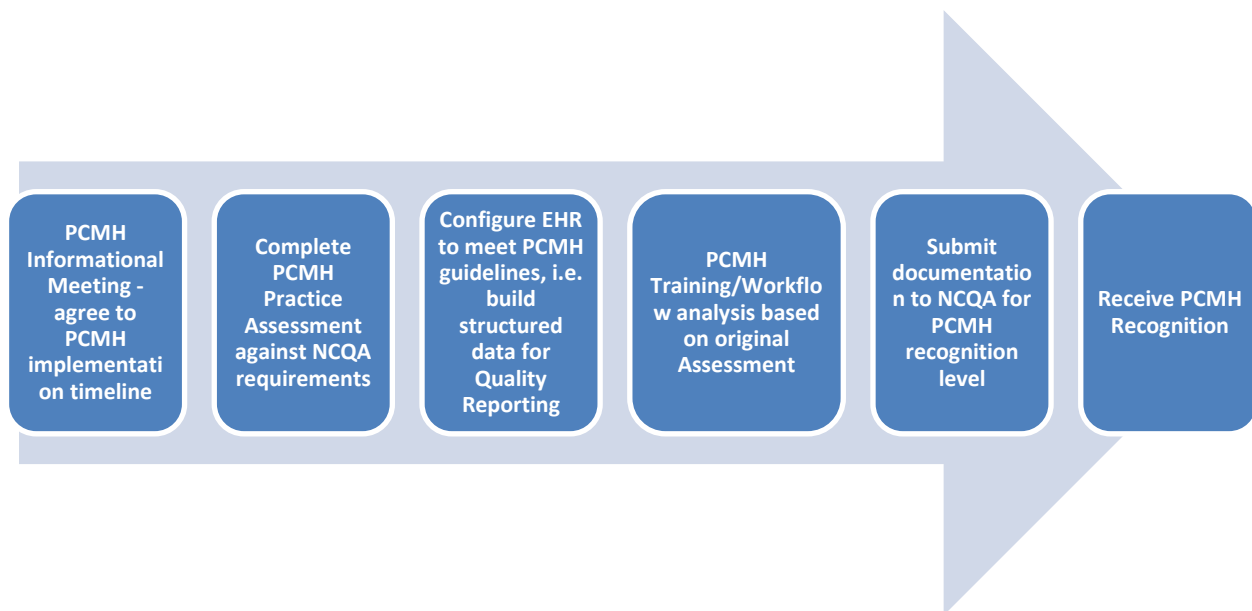 PCMH
Informational
Meeting -
agree to
PCMH
implementati
on timeline
Complete
PCMH
Practice
Assessment
against NCQA
requirements
Configure EHR
to meet PCMH
guidelines, i.e.
build
structured
data for
Quality
Reporting
PCMH
Training/Workflo
w analysis based
on original
Assessment
Submit
documentatio
n to NCQA for
PCMH
recognition
level
Receive PCMH
Recognition